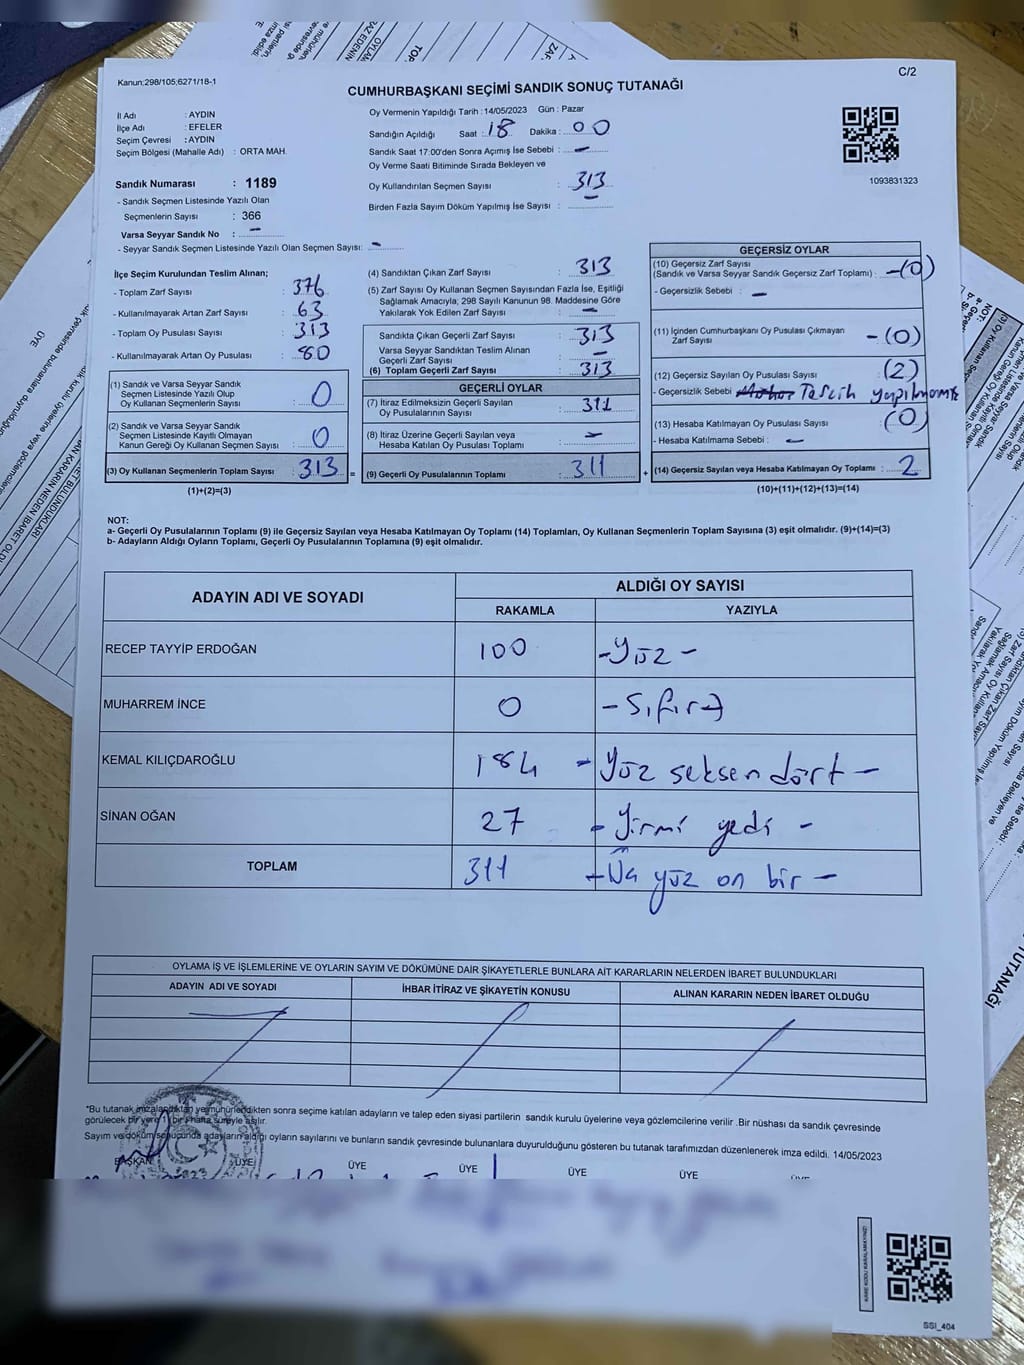 Kanun:298/105,6271/18-1
C/2
CUMHURBAŞKANI SEÇİMİ SANDIK SONUÇ TUTANAĞI
İl Adı : AYDIN
İlçe Adı : EFELER
Seçim Çevresi : AYDIN
Seçim Bölgesi (Mahalle Adı) : ORTA MAH.
Sandık Numarası : 1189
- Sandık Seçmen Listesinde Yazılı Olan
Seçmenlerin Sayısı : 366
Varsa Seyyar Sandık No : -
- Seyyar Sandık Seçmen Listesinde Yazılı Olan Seçmen Sayısı: -
Oy Vermenin Yapıldığı Tarih : 14/05/2023 Gün : Pazar
Sandığın Açıldığı Saat : 18 Dakika : 00
Sandık Saat 17:00'den Sonra Açımış İse Sebebi : -
Oy Verme Saati Bitiminde Sırada Bekleyen ve
Oy Kullandırılan Seçmen Sayısı : 313
Birden Fazla Sayım Döküm Yapılmış İse Sayısı : -
1093831323
İlçe Seçim Kurulundan Teslim Alınan;
- Toplam Zarf Sayısı : 376
- Kullanılmayarak Artan Zarf Sayısı : 63
- Toplam Oy Pusulası Sayısı : 313
- Kullanılmayarak Artan Oy Pusulası : 80
(1) Sandık ve Varsa Seyyar Sandık
Seçmen Listesinde Yazılı Olup
Oy Kullanan Seçmenlerin Sayısı : 0
(2) Sandık ve Varsa Seyyar Sandık
Seçmen Listesinde Kayıtlı Olmayan
Kanun Gereği Oy Kullanan Seçmen Sayısı : 0
(3) Oy Kullanan Seçmenlerin Toplam Sayısı : 313
(1)+(2)=(3)
(4) Sandıktan Çıkan Zarf Sayısı : 313
(5) Zarf Sayısı Oy Kullanan Seçmen Sayısından Fazla İse, Eşitliği
Sağlamak Amacıyla; 298 Sayılı Kanunun 98. Maddesine Göre
Yakılarak Yok Edilen Zarf Sayısı : -
Sandıkta Çıkan Geçerli Zarf Sayısı : 313
Varsa Seyyar Sandıktan Teslim Alınan
Geçerli Zarf Sayısı : -
(6) Toplam Geçerli Zarf Sayısı : 313
GEÇERLİ OYLAR
(7) İtiraz Edilmeksizin Geçerli Sayılan
Oy Pusulasının Sayısı : 311
(8) İtiraz Üzerine Geçerli Sayılan veya
Hesaba Katılan Oy Pusulası Toplamı : -
(9) Geçerli Oy Pusulalarının Toplamı : 311
GEÇERSİZ OYLAR
(10) Geçersiz Zarf Sayısı
(Sandık ve Varsa Seyyar Sandık Geçersiz Zarf Toplamı) : -(0)
- Geçersizlik Sebebi : -
(11) İçinden Cumhurbaşkanı Oy Pusulası Çıkmayan
Zarf Sayısı : -(0)
(12) Geçersiz Sayılan Oy Pusulası Sayısı : (2)
- Geçersizlik Sebebi Tercih yapılmama
(13) Hesaba Katılmayan Oy Pusulası : (0)
- Hesaba Katılmama Sebebi : -
(14) Geçersiz Sayılan veya Hesaba Katılmayan Oy Toplamı : 2
(10)+(11)+(12)+(13)=(14)
NOT:
a- Geçerli Oy Pusulalarının Toplamı (9) ile Geçersiz Sayılan veya Hesaba Katılmayan Oy Toplamı (14) Toplamları, Oy Kullanan Seçmenlerin Toplam Sayısına (3) eşit olmalıdır. (9)+(14)=(3)
b- Adayların Aldığı Oyların Toplamı, Geçerli Oy Pusulalarının Toplamına (9) eşit olmalıdır.
ADAYIN ADI VE SOYADI ALDIĞI OY SAYISI
RAKAMLA YAZIYLA
RECEP TAYYİP ERDOĞAN 100 -Yüz-
MUHARREM İNCE 0 -Sıfır-
KEMAL KILIÇDAROĞLU 184 -Yüz seksen dört-
SİNAN OĞAN 27 -Yirmi yedi-
TOPLAM 311 -Üç yüz on bir-
OYLAMA İŞ VE İŞLEMLERİNE VE OYLARIN SAYIM VE DÖKÜMÜNE DAİR ŞİKAYETLERLE BUNLARA AİT KARARLARIN NELERDEN İBARET BULUNDUKLARI
ADAYIN ADI VE SOYADI İHBAR İTİRAZ VE ŞİKAYETİN KONUSU ALINAN KARARIN NEDEN İBARET OLDUĞU
*Bu tutanak imzalandıktan ve mühürlendikten sonra seçime katılan adayların ve talep eden siyasi partilerin sandık kurulu üyelerine veya gözlemcilerine verilir .Bir nüshası da sandık çevresinde
görülecek bir yere 1 bir hafta süreyle asılır.
Sayım ve döküm sonucunda adayların aldığı oyların sayılarını ve bunların sandık çevresinde bulunanlara duyurulduğunu gösteren bu tutanak tarafımızdan düzenlenerek imza edildi. 14/05/2023
BAŞKAN ÜYE ÜYE ÜYE ÜYE ÜYE ÜYE
KARE KODU KARALAMAYINIZ!
SSI_404